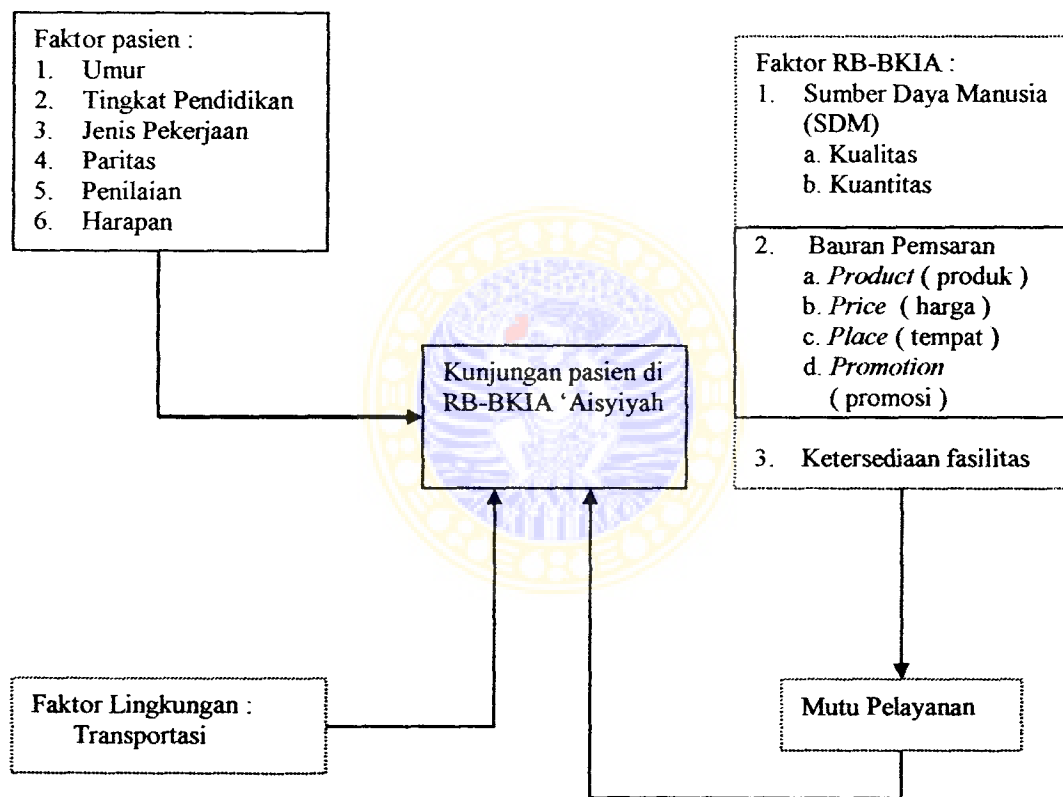 Faktor pasien :
1. Umur
2. Tingkat Pendidikan
3. Jenis Pekerjaan
4. Paritas
5. Penilaian
6. Harapan
Faktor RB-BKIA :
1. Sumber Daya Manusia
(SDM)
a. Kualitas
b. Kuantitas
2. Bauran Pemsaran
a. Product ( produk )
b. Price ( harga )
c. Place ( tempat )
d. Promotion
( promosi )
3. Ketersediaan fasilitas
Kunjungan pasien di
RB-BKIA ‘Aisyiyah
Faktor Lingkungan :
Transportasi
Mutu Pelayanan